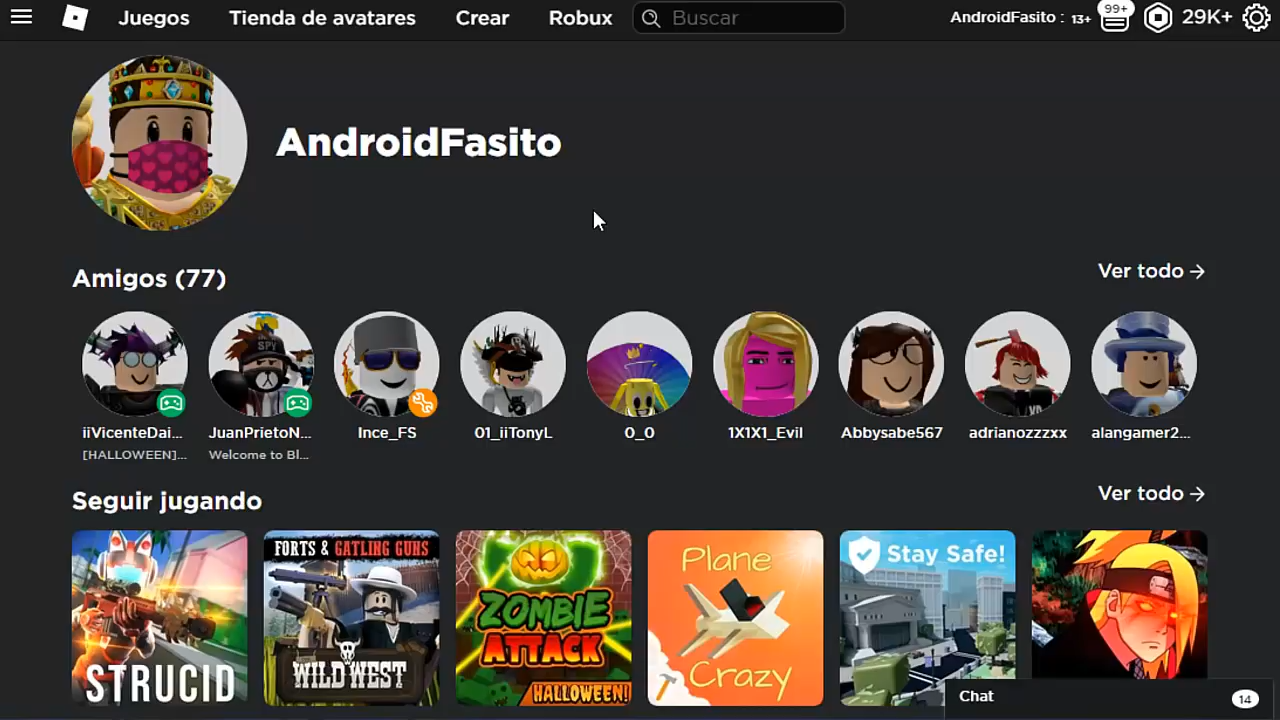 Juegos Tienda de avatares Crear Robux Buscar AndroidFasito : 13+ 99+ 29K+
AndroidFasito
Amigos (77) Ver todo →
iiVicenteDai... JuanPrietoN... Ince_FS 01_iiTonyL 0_0 1X1X1_Evil Abbysabe567 adrianozzzxx alangamer2...
[HALLOWEEN]... Welcome to Bl...
SPY
Seguir jugando Ver todo →
STRUCID
FORTS & GATLING GUNS
WILD WEST
ZOMBIE
ATTACK
HALLOWEEN!
Plane
Crazy
Stay Safe!
Chat 14